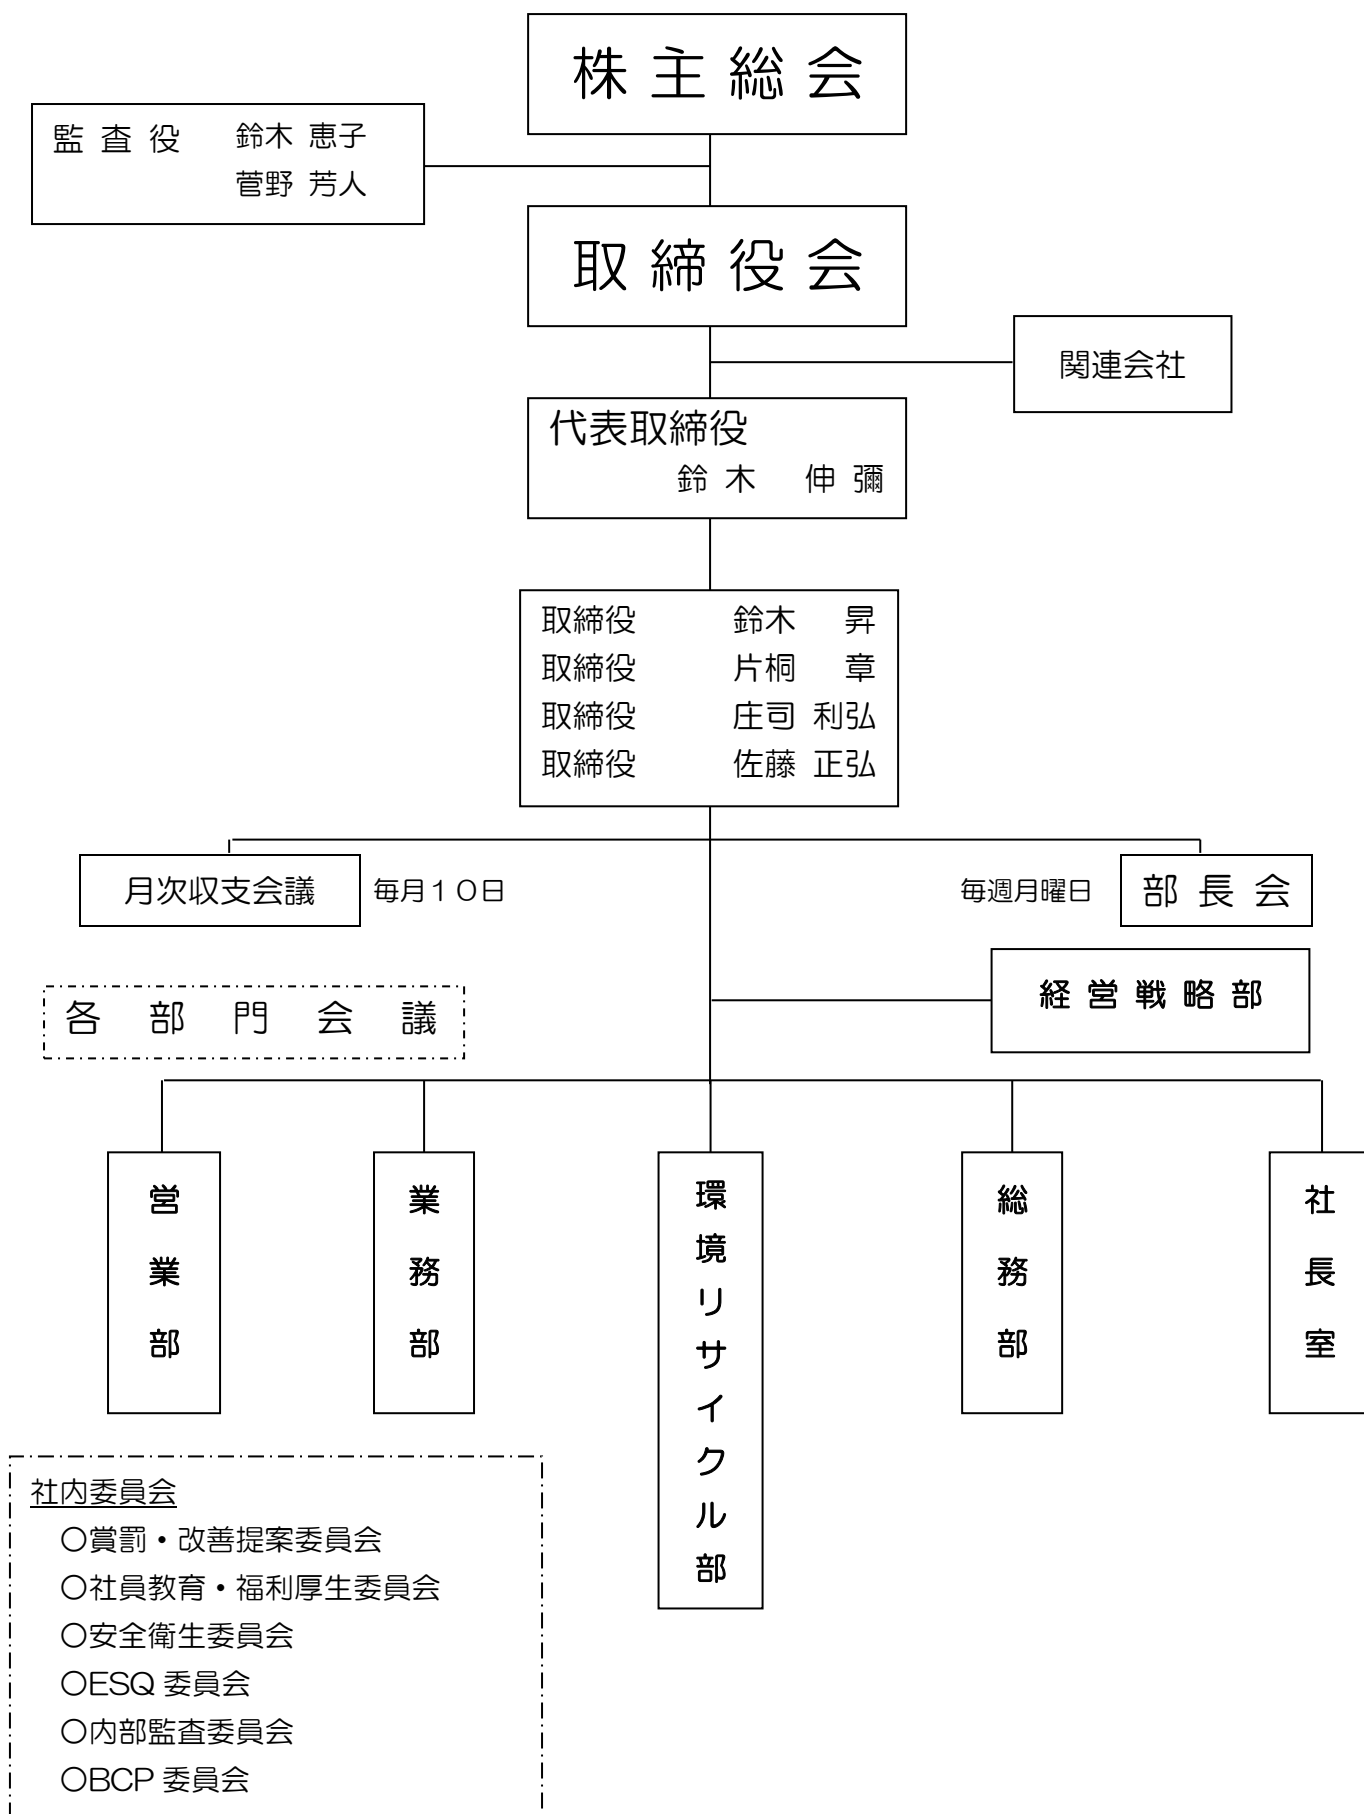 株主総会
監査役 鈴木 恵子
菅野 芳人
取締役会
関連会社
代表取締役
鈴木 伸彌
取締役 鈴木 昇
取締役 片桐 章
取締役 庄司 利弘
取締役 佐藤 正弘
月次収支会議 毎月１０日
毎週月曜日 部長会
経営戦略部
各部門会議
営業部
業務部
環境リサイクル部
総務部
社長室
社内委員会
○賞罰・改善提案委員会
○社員教育・福利厚生委員会
○安全衛生委員会
○ESQ 委員会
○内部監査委員会
○BCP 委員会